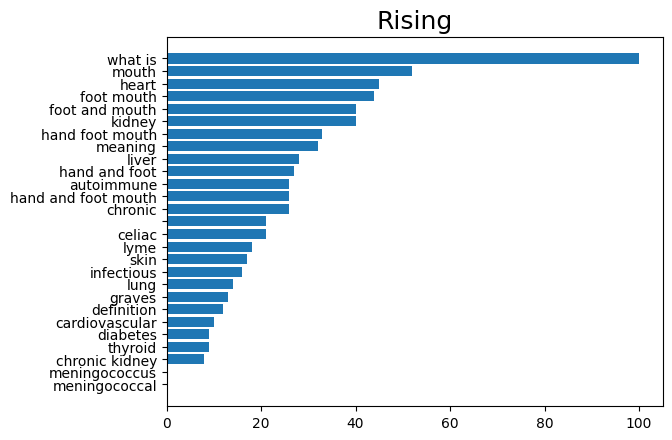 Rising
what is
mouth
heart
foot mouth
foot and mouth
kidney
hand foot mouth
meaning
liver
hand and foot
autoimmune
hand and foot mouth
chronic
celiac
lyme
skin
infectious
lung
graves
definition
cardiovascular
diabetes
thyroid
chronic kidney
meningococcus
meningococcal
0 20 40 60 80 100